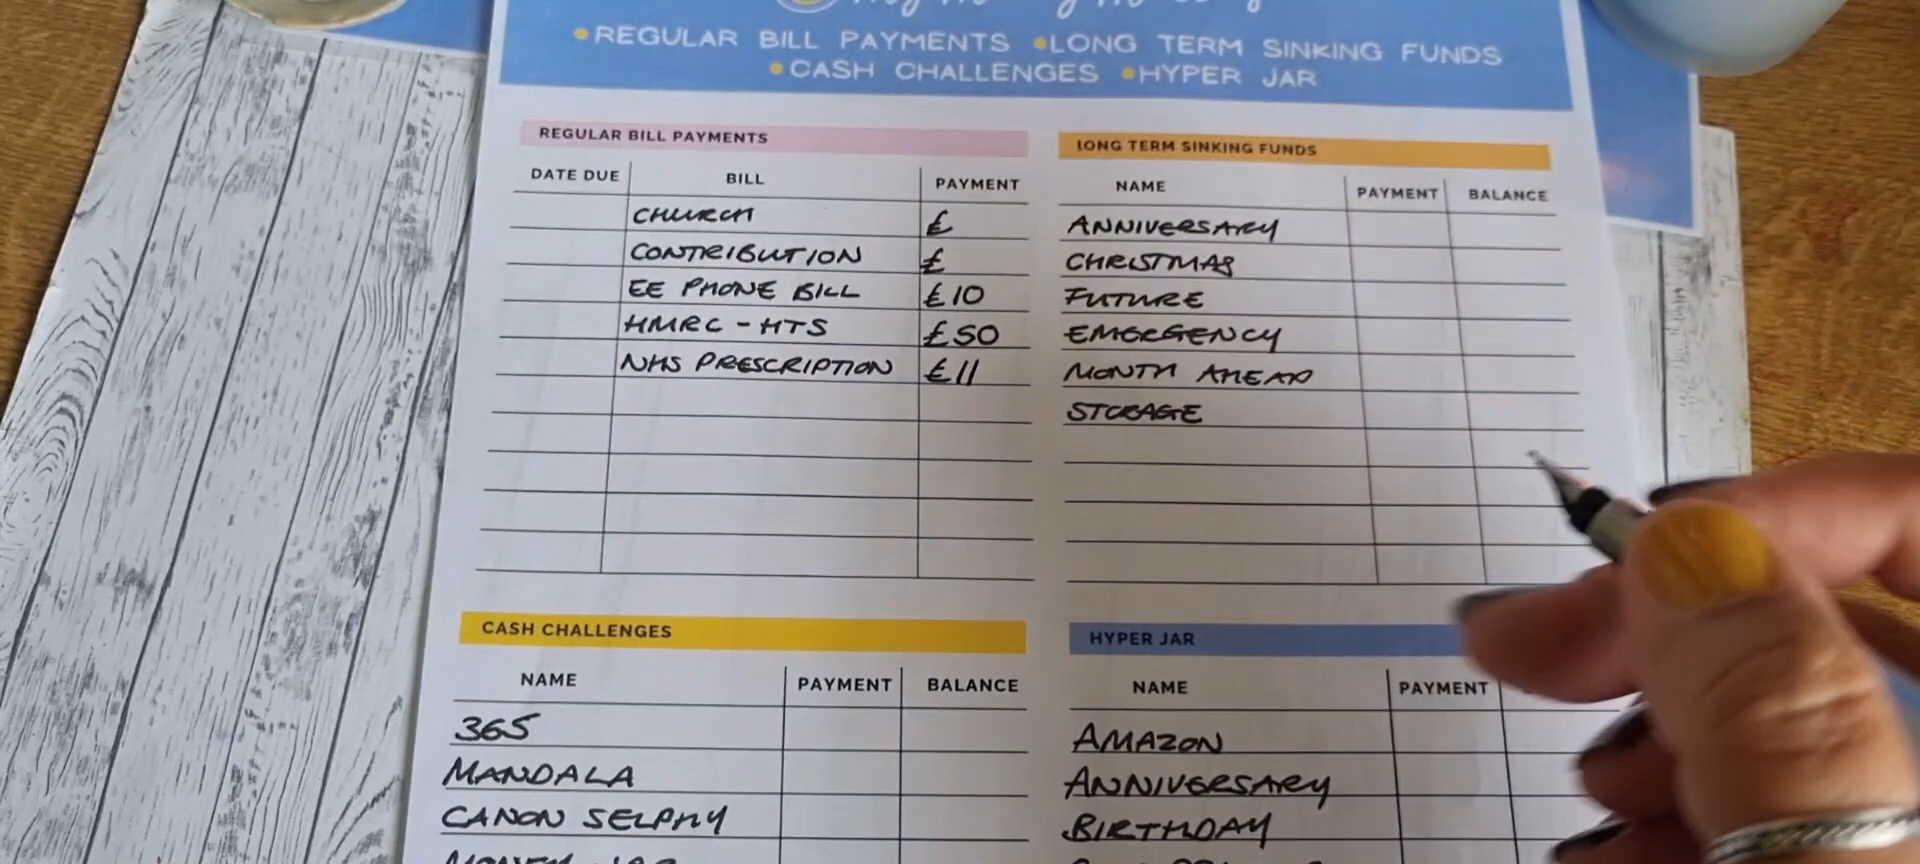 •REGULAR BILL PAYMENTS •LONG TERM SINKING FUNDS
•CASH CHALLENGES •HYPER JAR
REGULAR BILL PAYMENTS
DATE DUE BILL PAYMENT
CHURCH £
CONTRIBUTION £
EE PHONE BILL £10
HMRC - HTS £50
NHS PRESCRIPTION £11
LONG TERM SINKING FUNDS
NAME PAYMENT BALANCE
ANNIVERSARY
CHRISTMAS
FUTURE
EMERGENCY
MONTH AHEAD
STORAGE
CASH CHALLENGES
NAME PAYMENT BALANCE
365
MANDALA
CANON SELPHY
HYPER JAR
NAME PAYMENT
AMAZON
ANNIVERSARY
BIRTHDAY